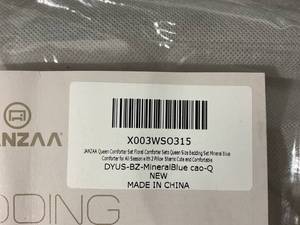 X003WSO315
JANZAA Queen Comforter Set Floral Comforter Sets Queen Size Bedding Set Mineral Blue
Comforter for All Season with 2 Pillow Shams Cute and Comfortable
DYUS-BZ-MineralBlue cao-Q
NEW
MADE IN CHINA
NZAA
DDING